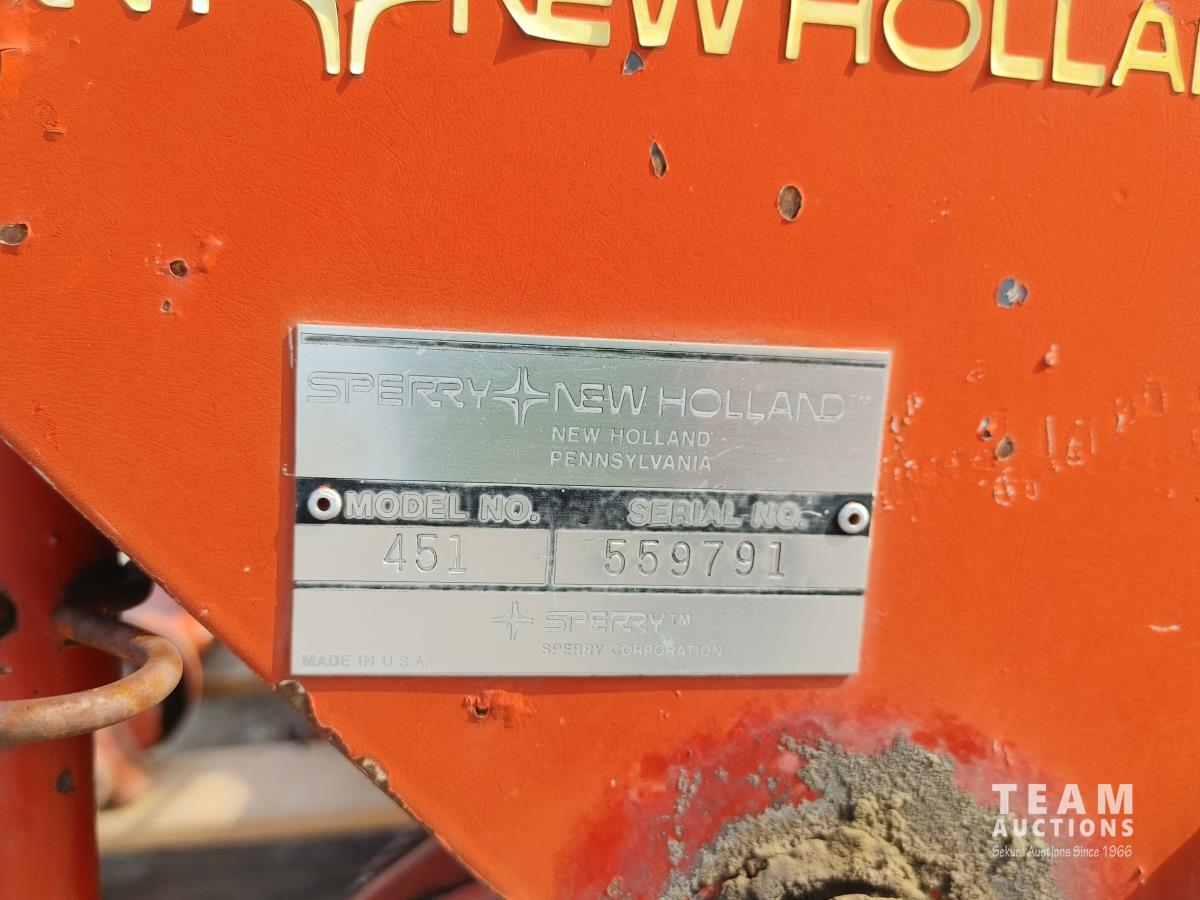 NEW HOLLAND
SPERRY NEW HOLLAND™
NEW HOLLAND
PENNSYLVANIA
MODEL NO. SERIAL NO.
451 559791
SPERRY™
SPERRY CORPORATION
MADE IN U.S.A.
TEAM
AUCTIONS
Sekura Auctions Since 1966